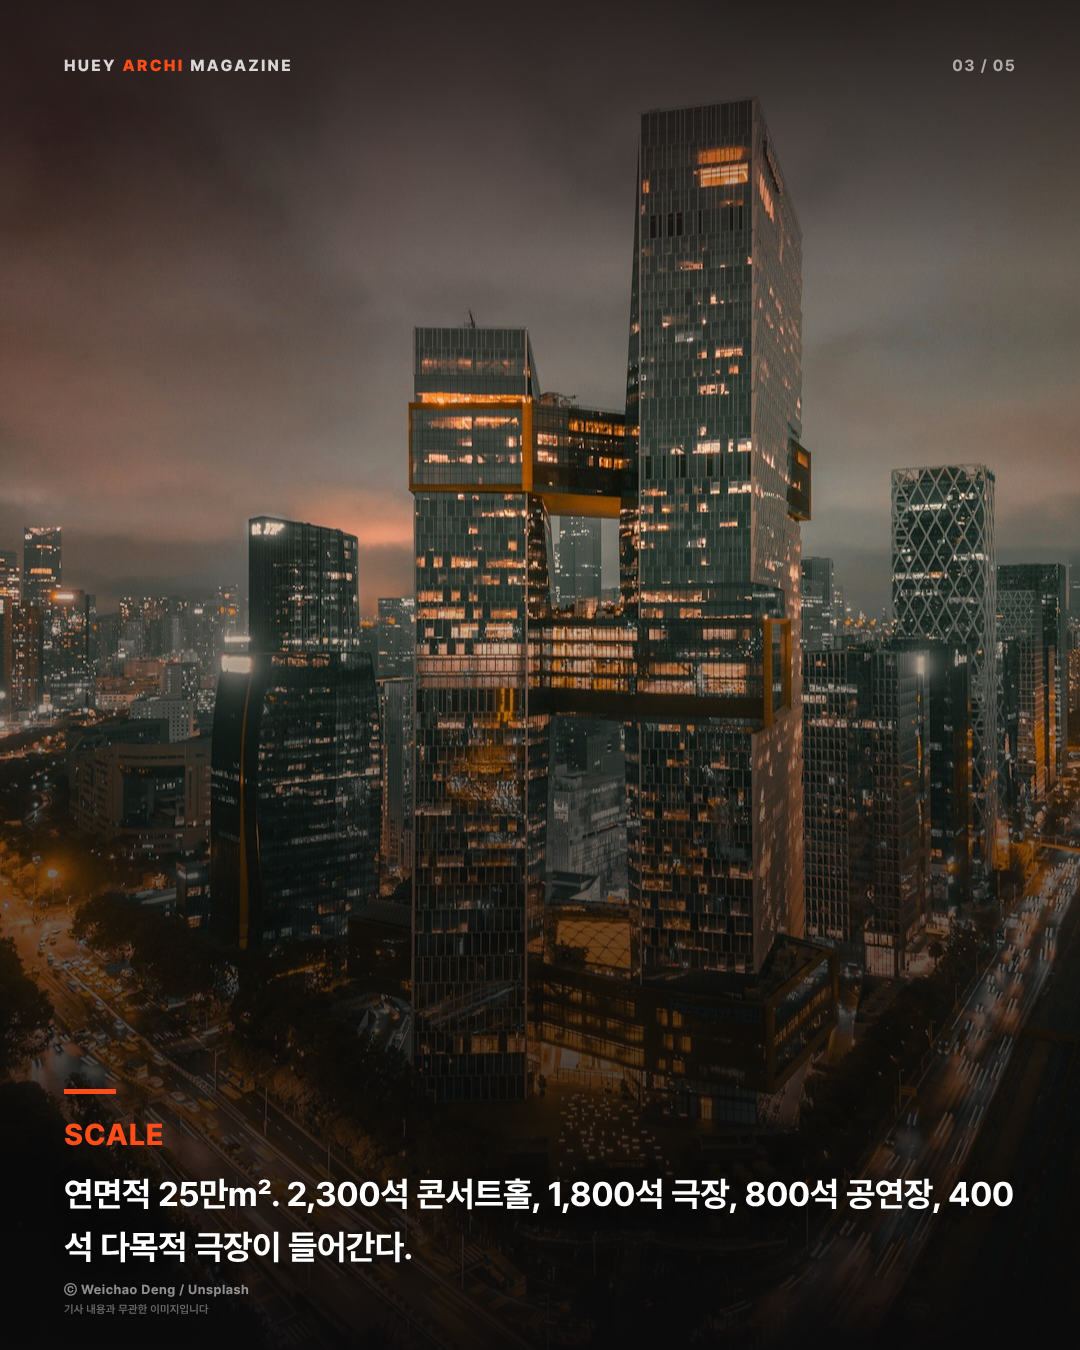 HUEY ARCHI MAGAZINE
03 / 05
SCALE
연면적 25만m². 2,300석 콘서트홀, 1,800석 극장, 800석 공연장, 400
석 다목적 극장이 들어간다.
ⓒ Weichao Deng / Unsplash
기사 내용과 무관한 이미지입니다